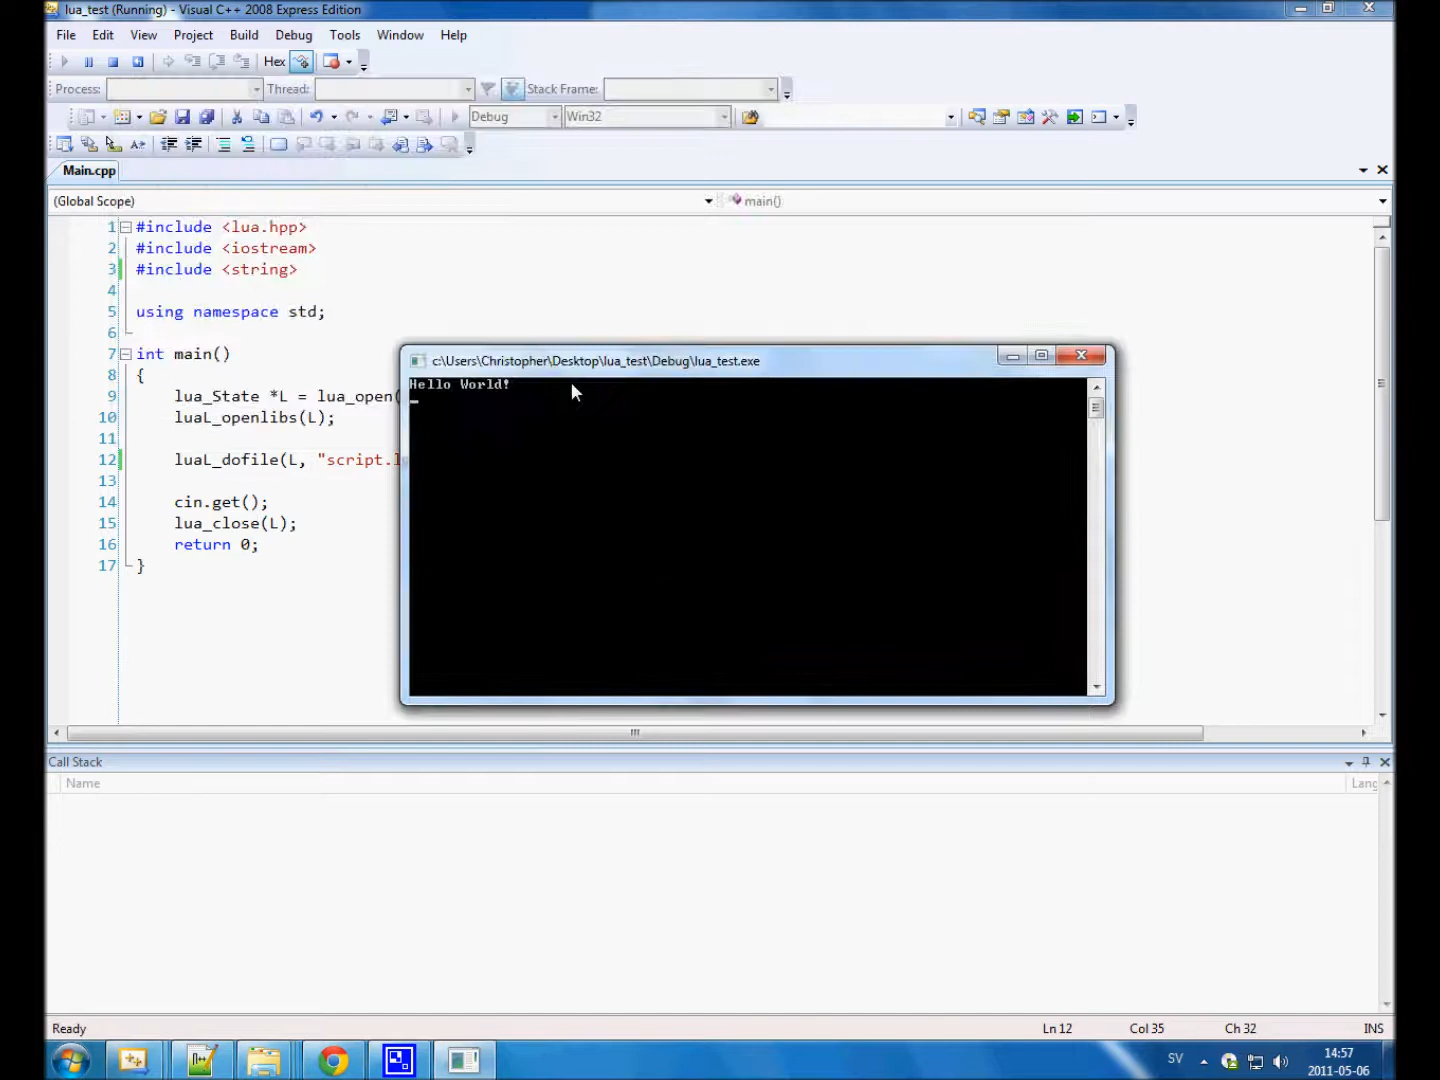 lua_test (Running) - Visual C++ 2008 Express Edition
File Edit View Project Build Debug Tools Window Help
Hex
Process: Thread: Stack Frame:
Debug Win32
Main.cpp
(Global Scope) main()
1 #include <lua.hpp>
2 #include <iostream>
3 #include <string>
4
5 using namespace std;
6
7 int main()
8 {
9 lua_State *L = lua_open(
10 luaL_openlibs(L);
11
12 luaL_dofile(L, "script.l
13
14 cin.get();
15 lua_close(L);
16 return 0;
17 }
c:\Users\Christopher\Desktop\lua_test\Debug\lua_test.exe
Hello World!
Call Stack
Name Lang
Ready Ln 12 Col 35 Ch 32 INS
SV 14:57
2011-05-06